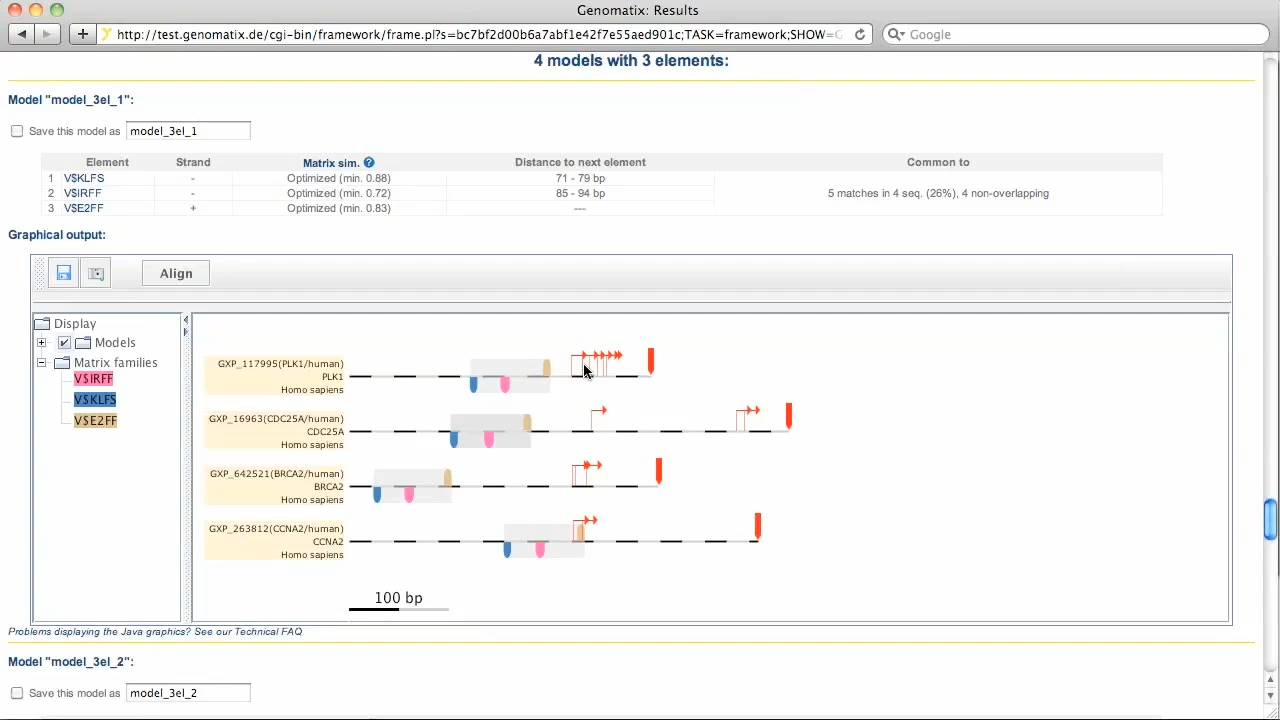 Genomatix: Results
http://test.genomatix.de/cgi-bin/framework/frame.pl?s=bc7bf2d00b6a7abf1e42f7e55aed901c;TASK=framework;SHOW=
Google
4 models with 3 elements:
Model "model_3el_1":
Save this model as model_3el_1
Element Strand Matrix sim. ? Distance to next element Common to
1 V$KLFS - Optimized (min. 0.88) 71 - 79 bp
2 V$IRFF - Optimized (min. 0.72) 85 - 94 bp 5 matches in 4 seq. (26%), 4 non-overlapping
3 V$E2FF + Optimized (min. 0.83) ---
Graphical output:
Align
Display
Models
Matrix families
V$IRFF
V$KLFS
V$E2FF
GXP_117995(PLK1/human)
PLK1
Homo sapiens
GXP_16963(CDC25A/human)
CDC25A
Homo sapiens
GXP_642521(BRCA2/human)
BRCA2
Homo sapiens
GXP_263812(CCNA2/human)
CCNA2
Homo sapiens
100 bp
Problems displaying the Java graphics? See our Technical FAQ
Model "model_3el_2":
Save this model as model_3el_2